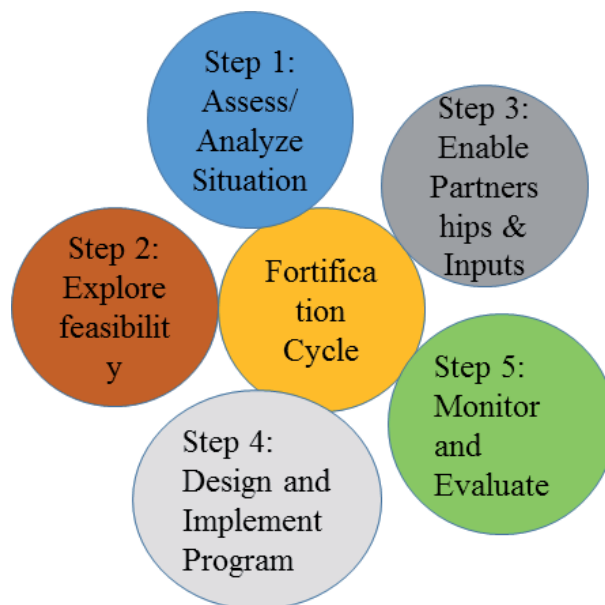 Step 1:
Assess/
Analyze
Situation
Step 3:
Enable
Partners
hips &
Inputs
Step 2:
Explore
feasibilit
y
Fortifica
tion
Cycle
Step 5:
Monitor
and
Evaluate
Step 4:
Design and
Implement
Program